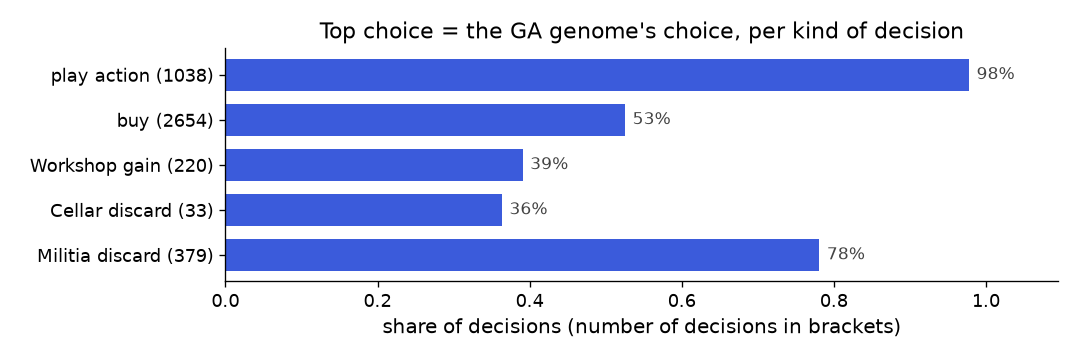 Top choice = the GA genome's choice, per kind of decision
play action (1038)
98%
buy (2654)
53%
Workshop gain (220)
39%
Cellar discard (33)
36%
Militia discard (379)
78%
0.0 0.2 0.4 0.6 0.8 1.0
share of decisions (number of decisions in brackets)